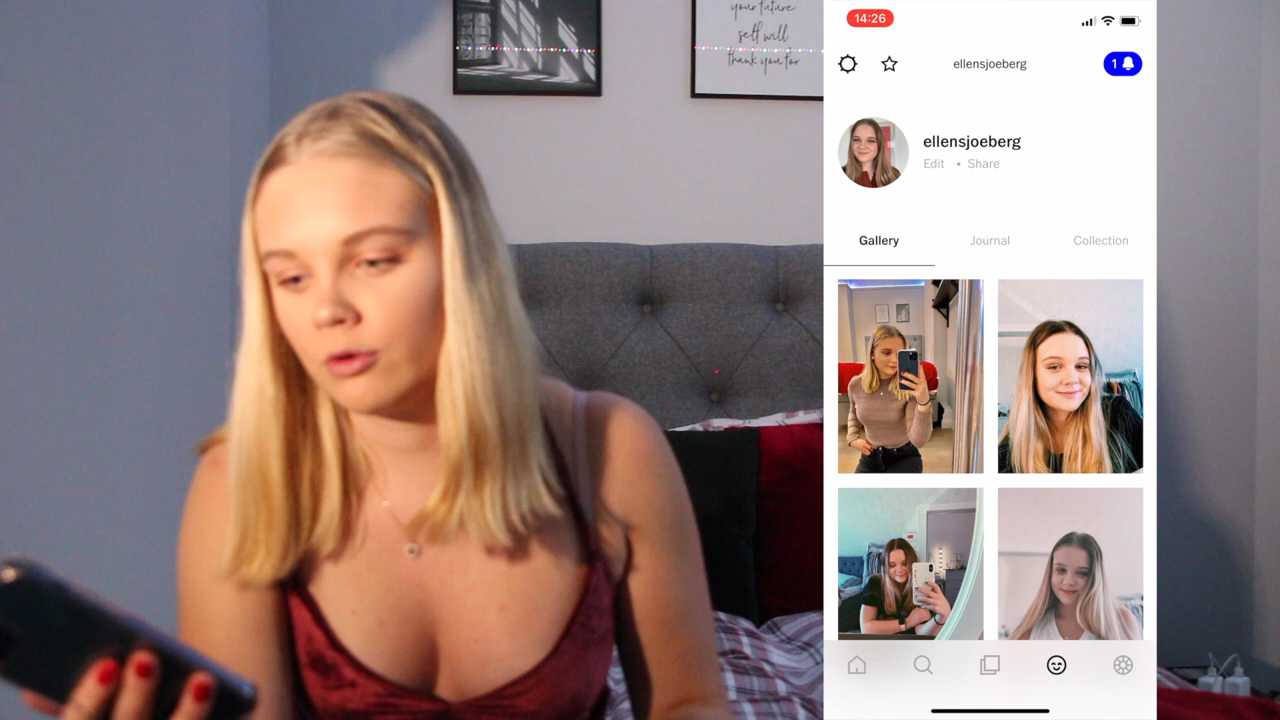 your future
self will
thank you for
14:26
ellensjoeberg
1
ellensjoeberg
Edit • Share
Gallery
Journal
Collection